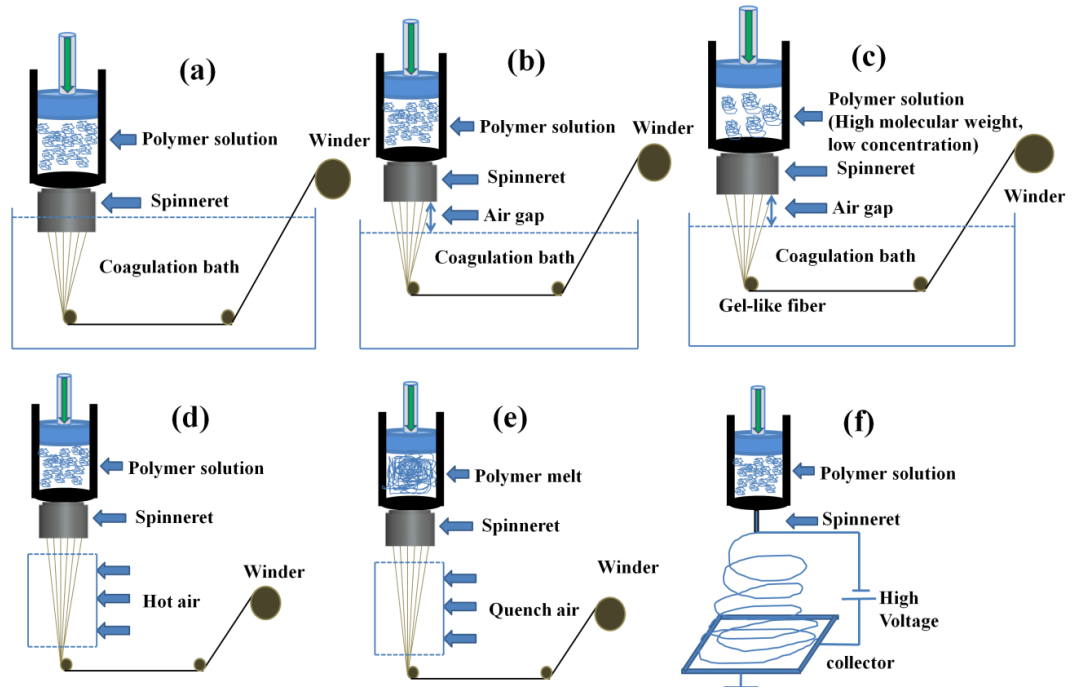 (a)
Polymer solution
Winder
Spinneret
Coagulation bath
(b)
Polymer solution
Winder
Spinneret
Air gap
Coagulation bath
(c)
Polymer solution
(High molecular weight,
low concentration)
Spinneret
Winder
Air gap
Coagulation bath
Gel-like fiber
(d)
Polymer solution
Spinneret
Winder
Hot air
(e)
Polymer melt
Spinneret
Winder
Quench air
(f)
Polymer solution
Spinneret
High
Voltage
collector